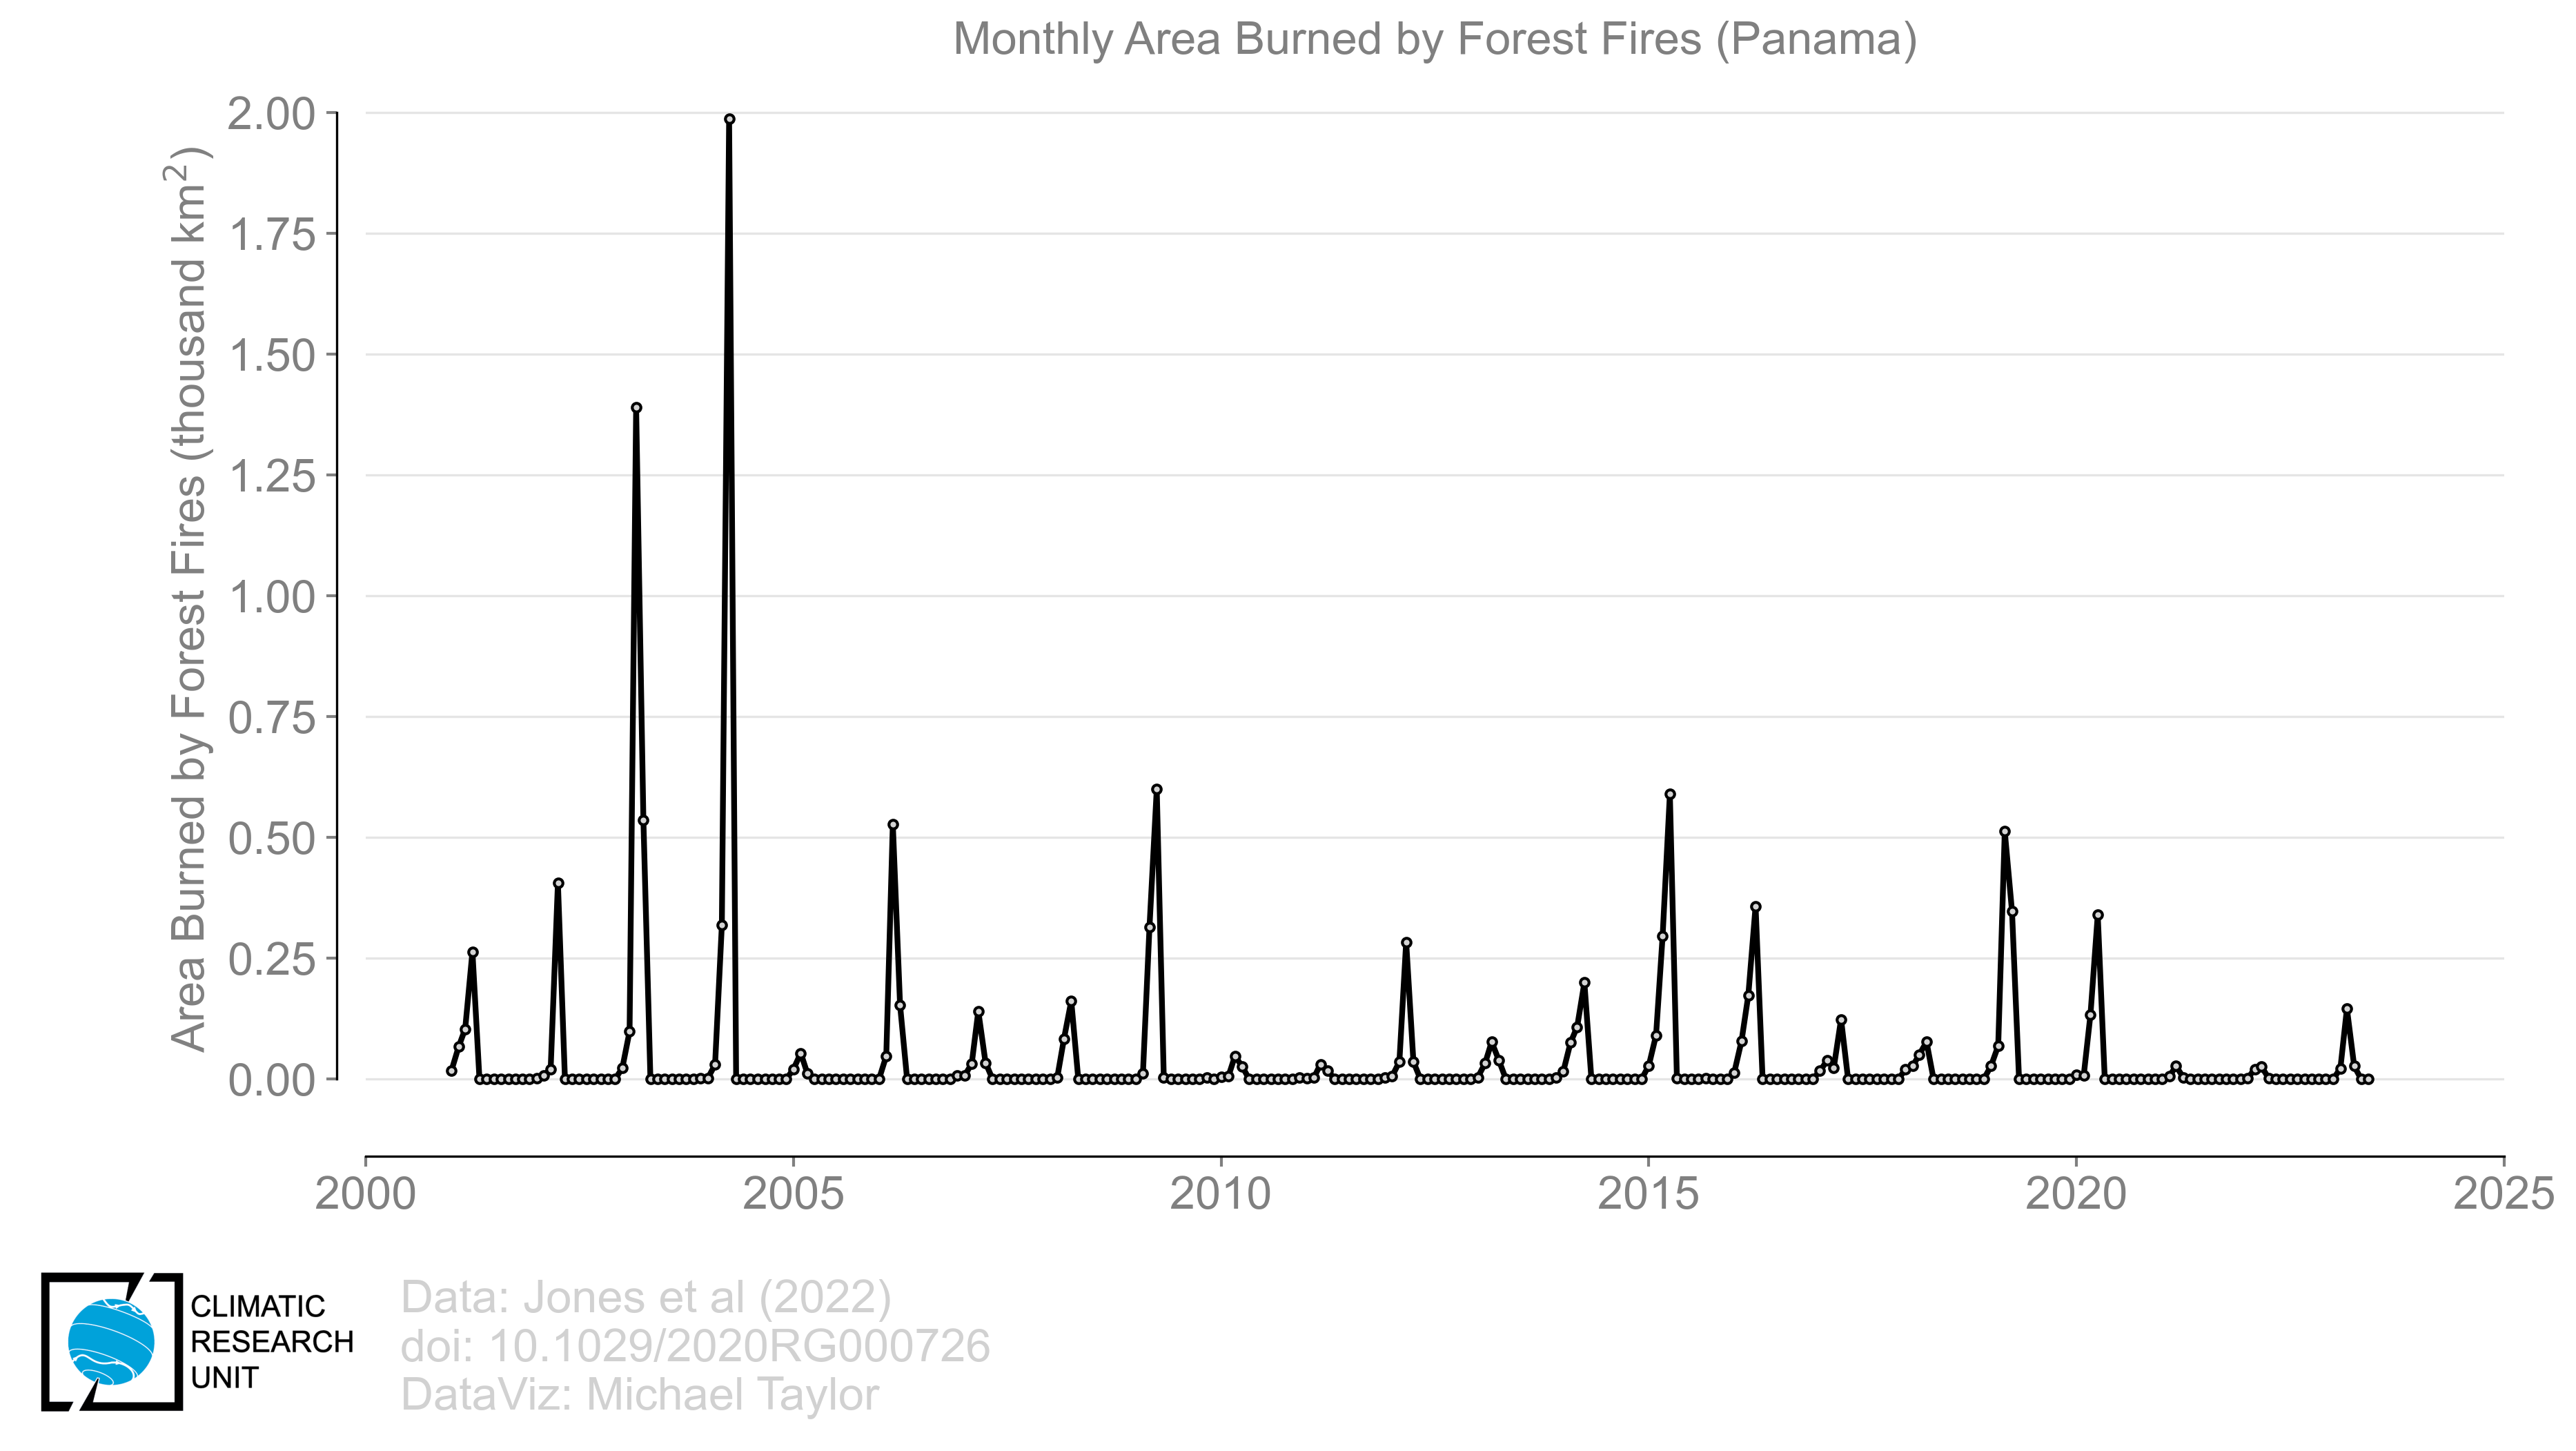 Monthly Area Burned by Forest Fires (Panama)
Area Burned by Forest Fires (thousand km²)
2.00
1.75
1.50
1.25
1.00
0.75
0.50
0.25
0.00
2000 2005 2010 2015 2020 2025
CLIMATIC
RESEARCH
UNIT
Data: Jones et al (2022)
doi: 10.1029/2020RG000726
DataViz: Michael Taylor